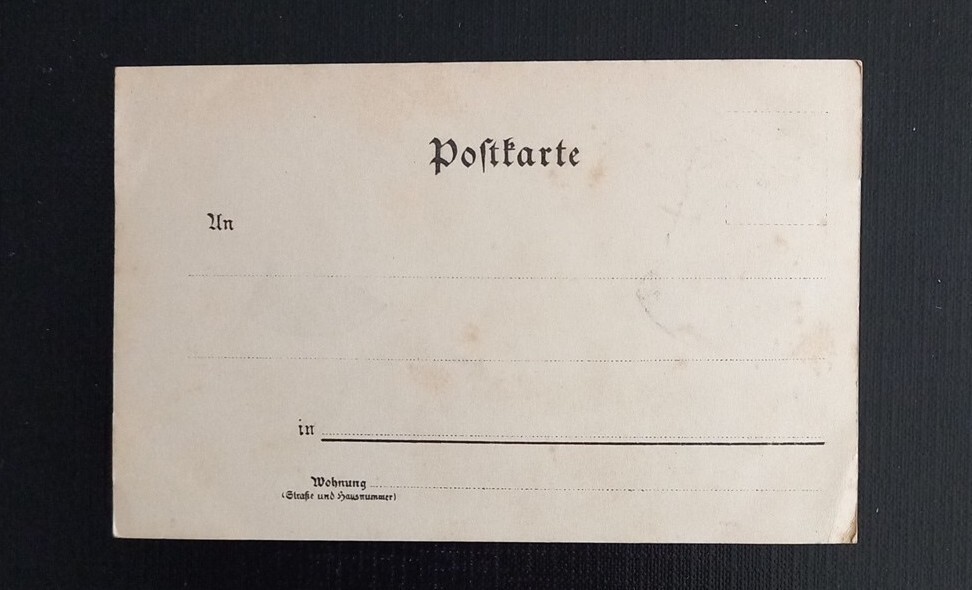 Postkarte
An
in
Wohnung
(Straße und Hausnummer)